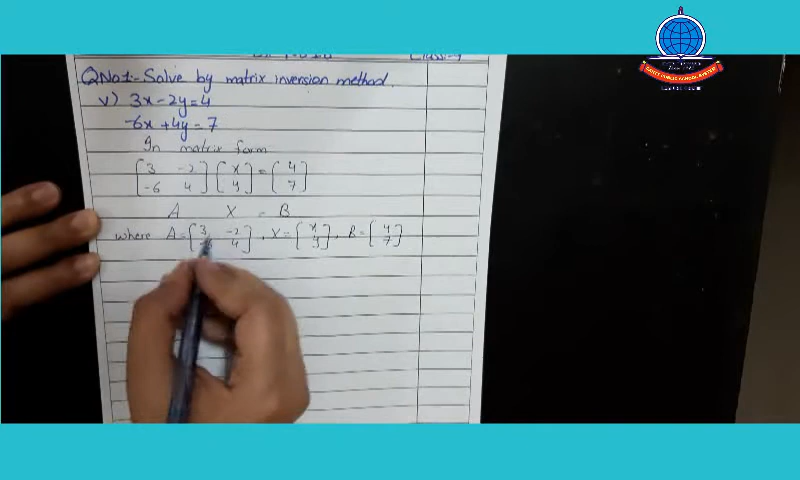 QNo1:- Solve by matrix inversion method.
v) 3x - 2y = 4
-6x + 4y = 7
In matrix form
[3 -2; -6 4] [x; y] = [4; 7]
A X = B
where A = [3 -2; 4], X = [x; y], B = [4; 7]